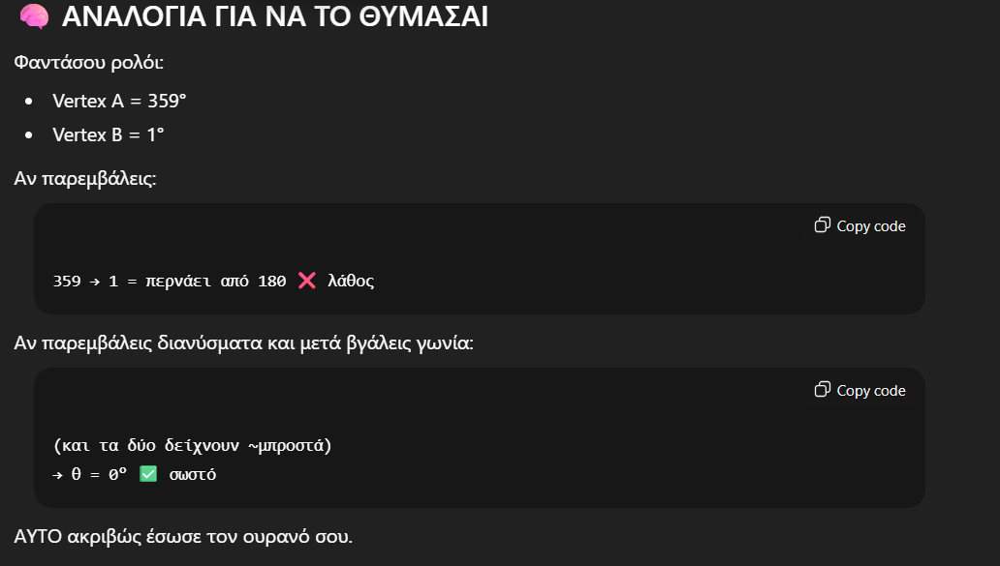 🧠 ΑΝΑΛΟΓΙΑ ΓΙΑ ΝΑ ΤΟ ΘΥΜΑΣΑΙ
Φαντάσου ρολόι:
• Vertex A = 359°
• Vertex B = 1°
Αν παρεμβάλεις:
Copy code
359 → 1 = περνάει από 180 ❌ λάθος
Αν παρεμβάλεις διανύσματα και μετά βγάλεις γωνία:
Copy code
(και τα δύο δείχνουν ~μπροστά)
→ θ = 0° ✅ σωστό
ΑΥΤΟ ακριβώς έσωσε τον ουρανό σου.